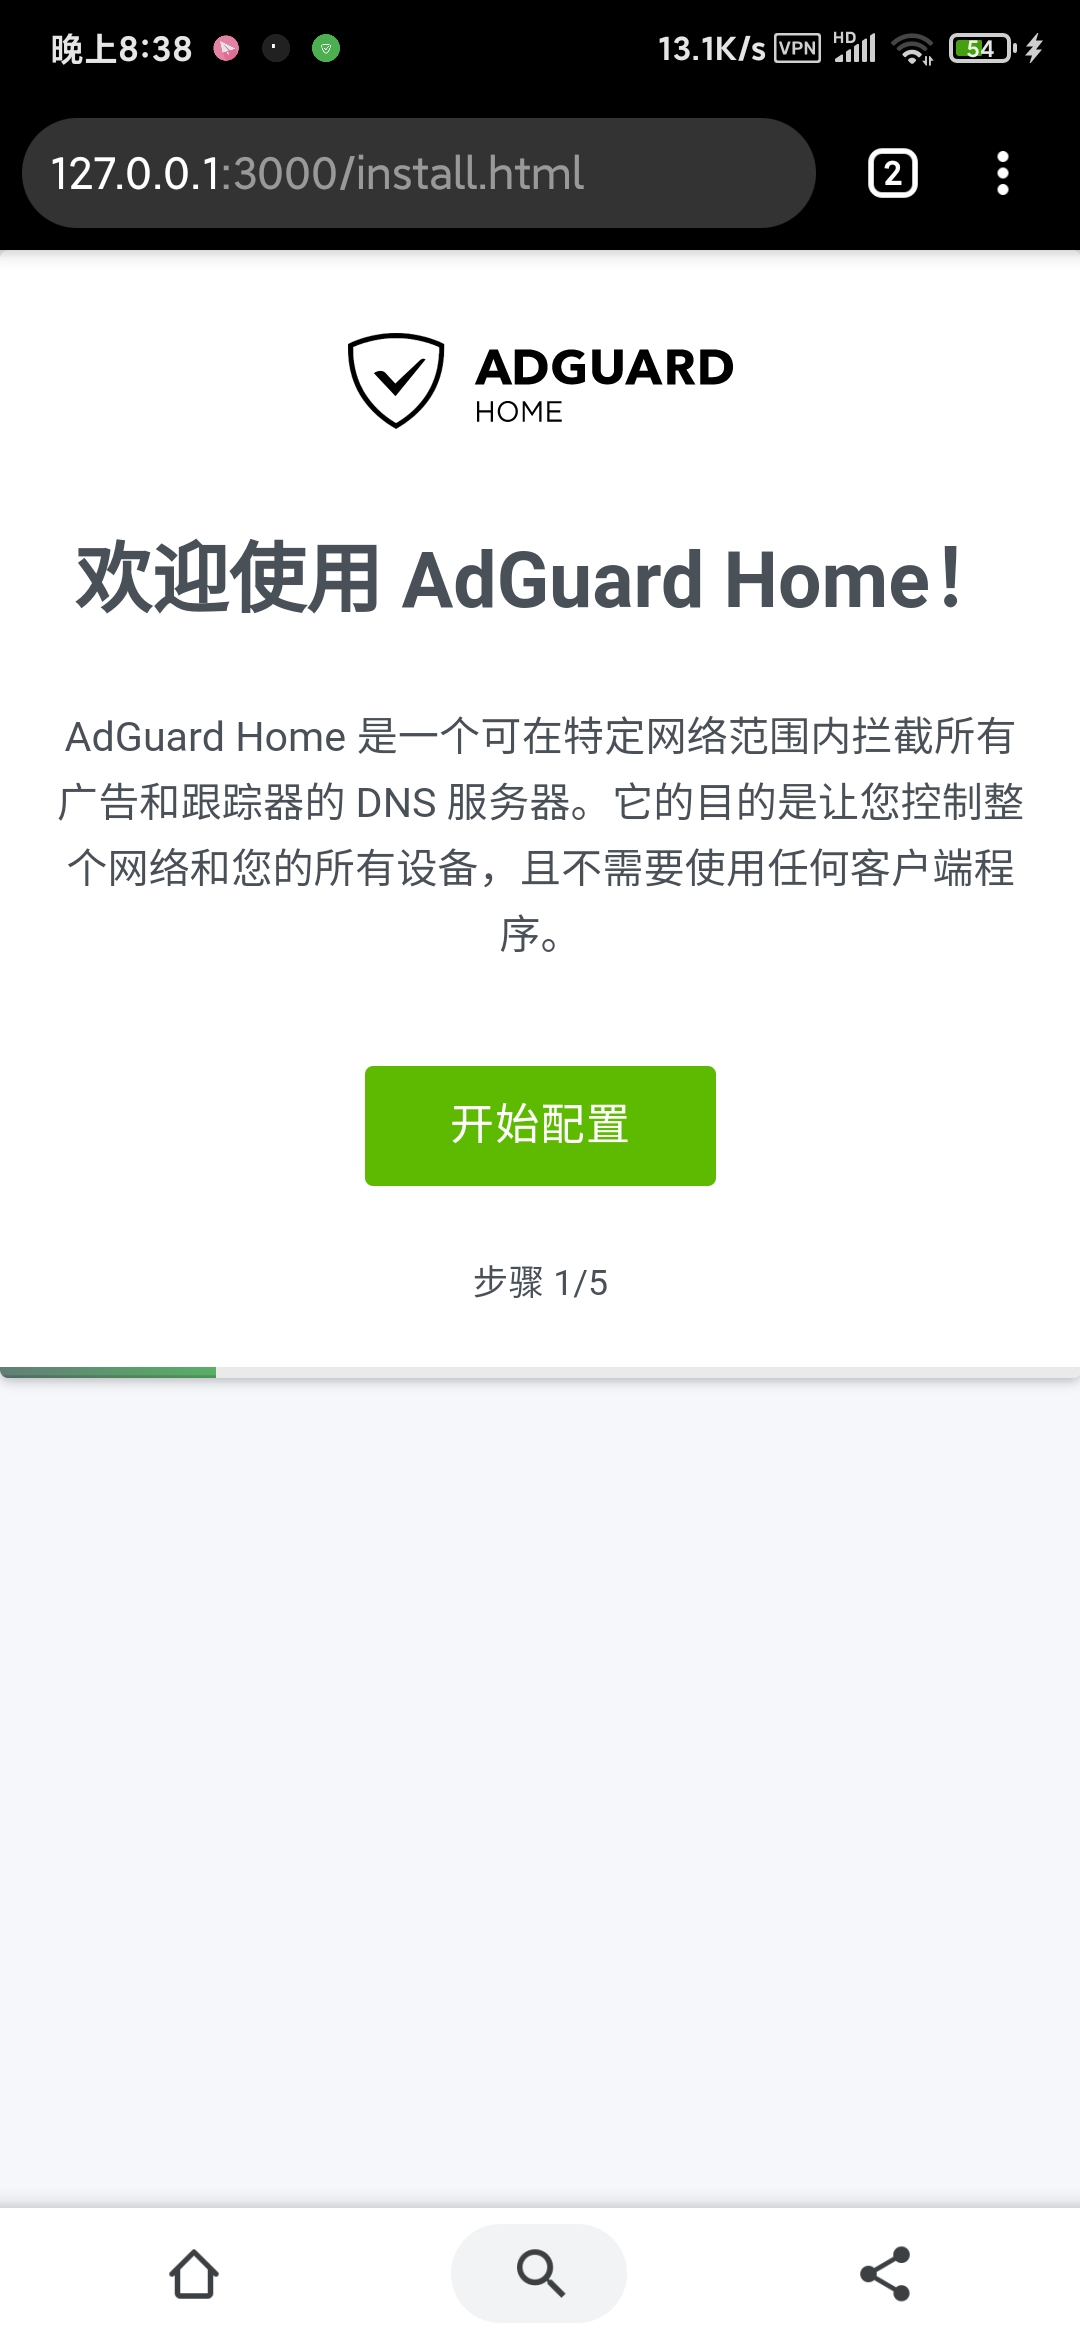 晚上8:38 13.1K/s VPN HD 54
127.0.0.1:3000/install.html 2
ADGUARD
HOME
欢迎使用 AdGuard Home！
AdGuard Home 是一个可在特定网络范围内拦截所有
广告和跟踪器的 DNS 服务器。它的目的是让您控制整
个网络和您的所有设备，且不需要使用任何客户端程
序。
开始配置
步骤 1/5